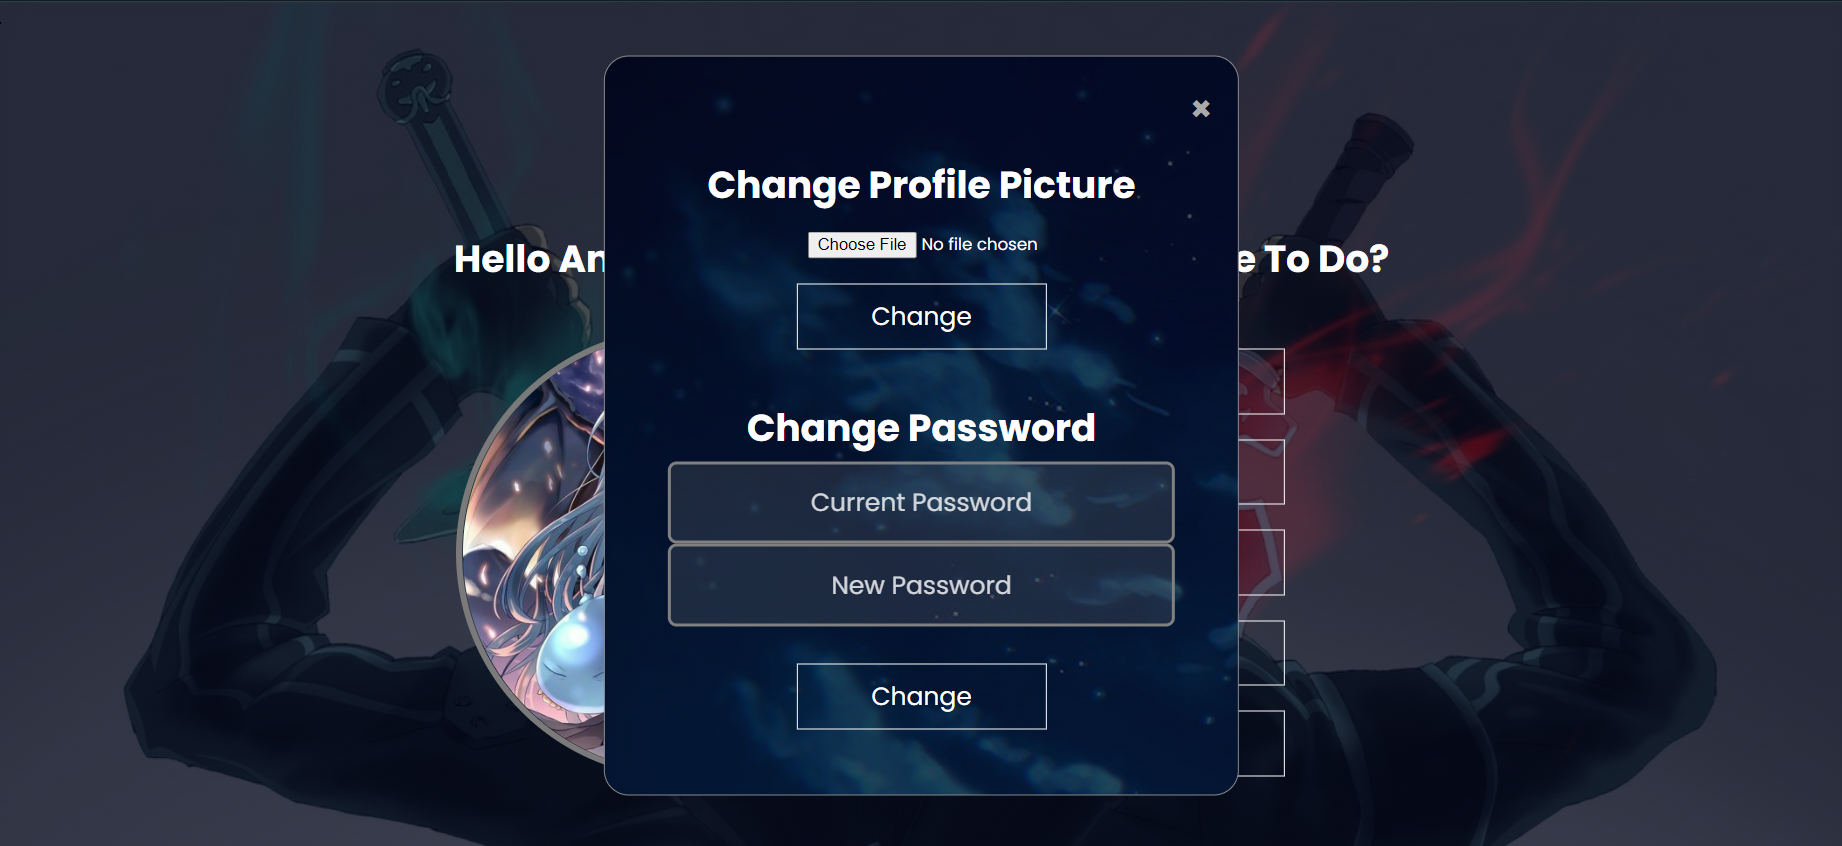 ✖
Change Profile Picture
Choose File No file chosen
Hello An
e To Do?
Change
Change Password
Current Password
New Password
Change